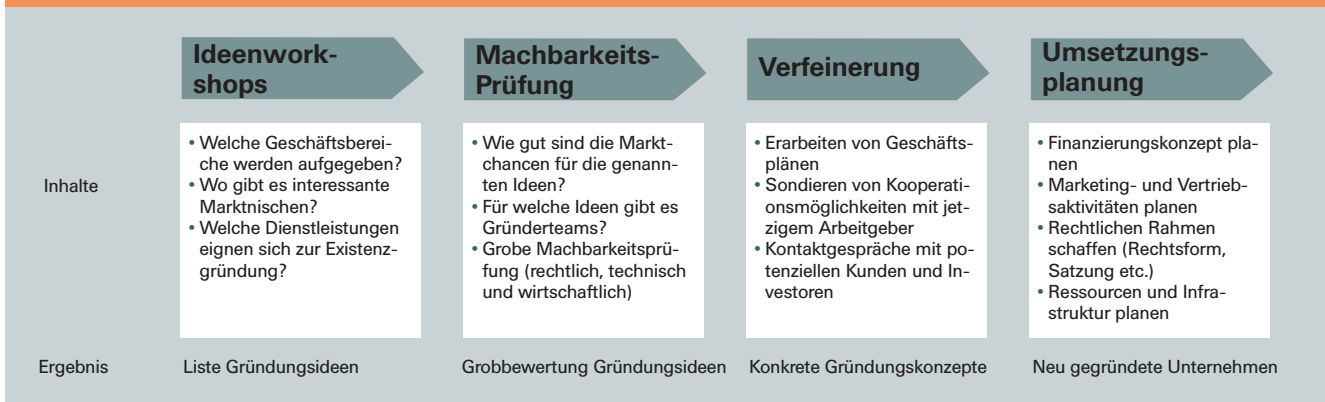 Ideenwork-
shops
Machbarkeits-
Prüfung
Verfeinerung
Umsetzungs-
planung
Inhalte
• Welche Geschäftsberei-
che werden aufgegeben?
• Wo gibt es interessante
Marktnischen?
• Welche Dienstleistungen
eignen sich zur Existenz-
gründung?
• Wie gut sind die Markt-
chancen für die genann-
ten Ideen?
• Für welche Ideen gibt es
Gründerteams?
• Grobe Machbarkeitsprü-
fung (rechtlich, technisch
und wirtschaftlich)
• Erarbeiten von Geschäfts-
plänen
• Sondieren von Kooperati-
onsmöglichkeiten mit jet-
zigem Arbeitgeber
• Kontaktgespräche mit po-
tenziellen Kunden und In-
vestoren
• Finanzierungskonzept pla-
nen
• Marketing- und Vertrieb-
saktivitäten planen
• Rechtlichen Rahmen
schaffen (Rechtsform,
Satzung etc.)
• Ressourcen und Infra-
struktur planen
Ergebnis
Liste Gründungsideen
Grobbewertung Gründungsideen
Konkrete Gründungskonzepte
Neu gegründete Unternehmen